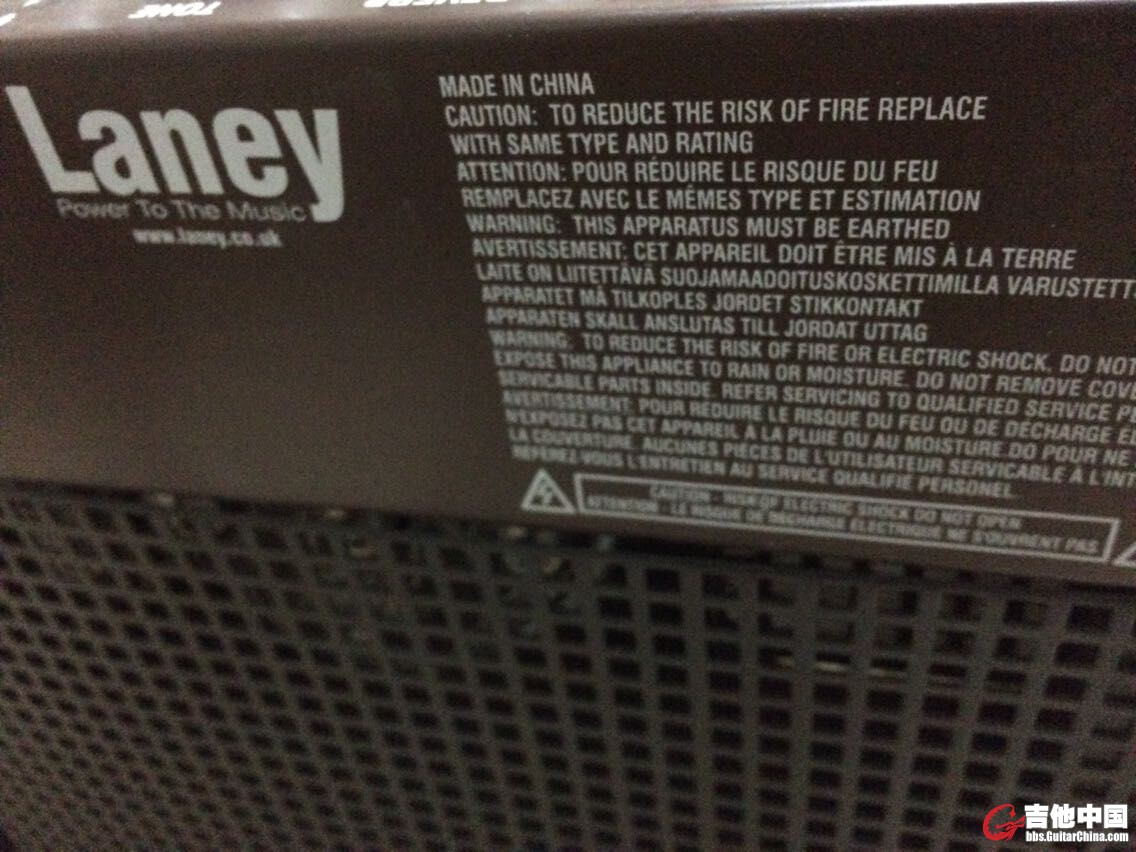 TONE
REVERB
Laney
Power To The Music
www.laney.co.uk
MADE IN CHINA
CAUTION: TO REDUCE THE RISK OF FIRE REPLACE
WITH SAME TYPE AND RATING
ATTENTION: POUR RÉDUIRE LE RISQUE DU FEU
REMPLACEZ AVEC LE MÊMES TYPE ET ESTIMATION
WARNING: THIS APPARATUS MUST BE EARTHED
AVERTISSEMENT: CET APPAREIL DOIT ÊTRE MIS À LA TERRE
LAITE ON LIITETTÄVÄ SUOJAMAADOITUSKOSKETTIMILLA VARUSTETT
APPARATET MÅ TILKOPLES JORDET STIKKONTAKT
APPARATEN SKALL ANSLUTAS TILL JORDAT UTTAG
WARNING: TO REDUCE THE RISK OF FIRE OR ELECTRIC SHOCK, DO NOT
EXPOSE THIS APPLIANCE TO RAIN OR MOISTURE. DO NOT REMOVE COVE
SERVICABLE PARTS INSIDE. REFER SERVICING TO QUALIFIED SERVICE PE
AVERTISSEMENT: POUR RÉDUIRE LE RISQUE DU FEU OU DE DÉCHARGE ÉL
N'EXPOSEZ PAS CET APPAREIL À LA PLUIE OU AU MOISTURE.DO POUR NE
LA COUVERTURE. AUCUNES PIECES DE L'UTILISATEUR SERVICABLE À L'INT
REFEREZ-VOUS L'ENTRETIEN AU SERVICE QUALIFIÉ PERSONEL
CAUTION - RISK OF ELECTRIC SHOCK DO NOT OPEN
ATTENTION - LE RISQUE DE DÉCHARGE ÉLECTRIQUE NE S'OUVRENT PAS
吉他中国
bbs.GuitarChina.com